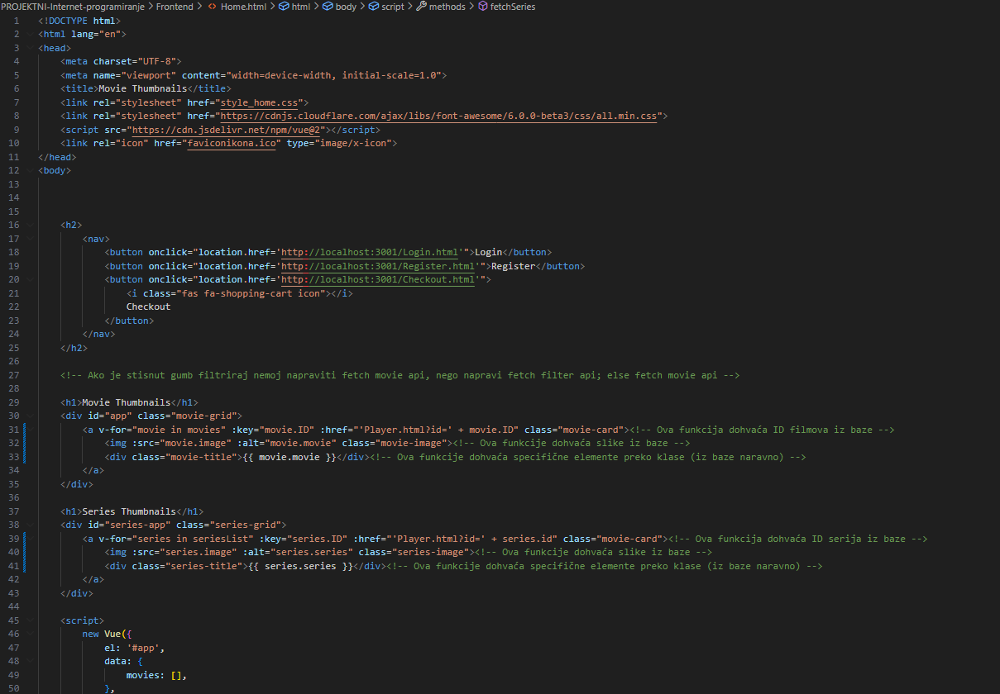 PROJEKTNI-Internet-programiranje > Frontend > Home.html > html > body > script > methods > fetchSeries
1 <!DOCTYPE html>
2 <html lang="en">
3 <head>
4 <meta charset="UTF-8">
5 <meta name="viewport" content="width=device-width, initial-scale=1.0">
6 <title>Movie Thumbnails</title>
7 <link rel="stylesheet" href="style_home.css">
8 <link rel="stylesheet" href="https://cdnjs.cloudflare.com/ajax/libs/font-awesome/6.0.0-beta3/css/all.min.css">
9 <script src="https://cdn.jsdelivr.net/npm/vue@2"></script>
10 <link rel="icon" href="faviconikona.ico" type="image/x-icon">
11 </head>
12 <body>
13
14
15
16 <h2>
17 <nav>
18 <button onclick="location.href='http://localhost:3001/Login.html'">Login</button>
19 <button onclick="location.href='http://localhost:3001/Register.html'">Register</button>
20 <button onclick="location.href='http://localhost:3001/Checkout.html'">
21 <i class="fas fa-shopping-cart icon"></i>
22 Checkout
23 </button>
24 </nav>
25 </h2>
26
27 <!-- Ako je stisnut gumb filtriraj nemoj napraviti fetch movie api, nego napravi fetch filter api; else fetch movie api -->
28
29 <h1>Movie Thumbnails</h1>
30 <div id="app" class="movie-grid">
31 <a v-for="movie in movies" :key="movie.ID" :href="'Player.html?id=' + movie.ID" class="movie-card"><!-- Ova funkcija dohvaća ID filmova iz baze -->
32 <img :src="movie.image" :alt="movie.movie" class="movie-image"><!-- Ova funkcije dohvaća slike iz baze -->
33 <div class="movie-title">{{ movie.movie }}</div><!-- Ova funkcije dohvaća specifične elemente preko klase (iz baze naravno) -->
34 </a>
35 </div>
36
37 <h1>Series Thumbnails</h1>
38 <div id="series-app" class="series-grid">
39 <a v-for="series in seriesList" :key="series.ID" :href="'Player.html?id=' + series.id" class="movie-card"><!-- Ova funkcija dohvaća ID serija iz baze -->
40 <img :src="series.image" :alt="series.series" class="series-image"><!-- Ova funkcije dohvaća slike iz baze -->
41 <div class="series-title">{{ series.series }}</div><!-- Ova funkcije dohvaća specifične elemente preko klase (iz baze naravno) -->
42 </a>
43 </div>
44
45 <script>
46 new Vue({
47 el: '#app',
48 data: {
49 movies: [],
50 },